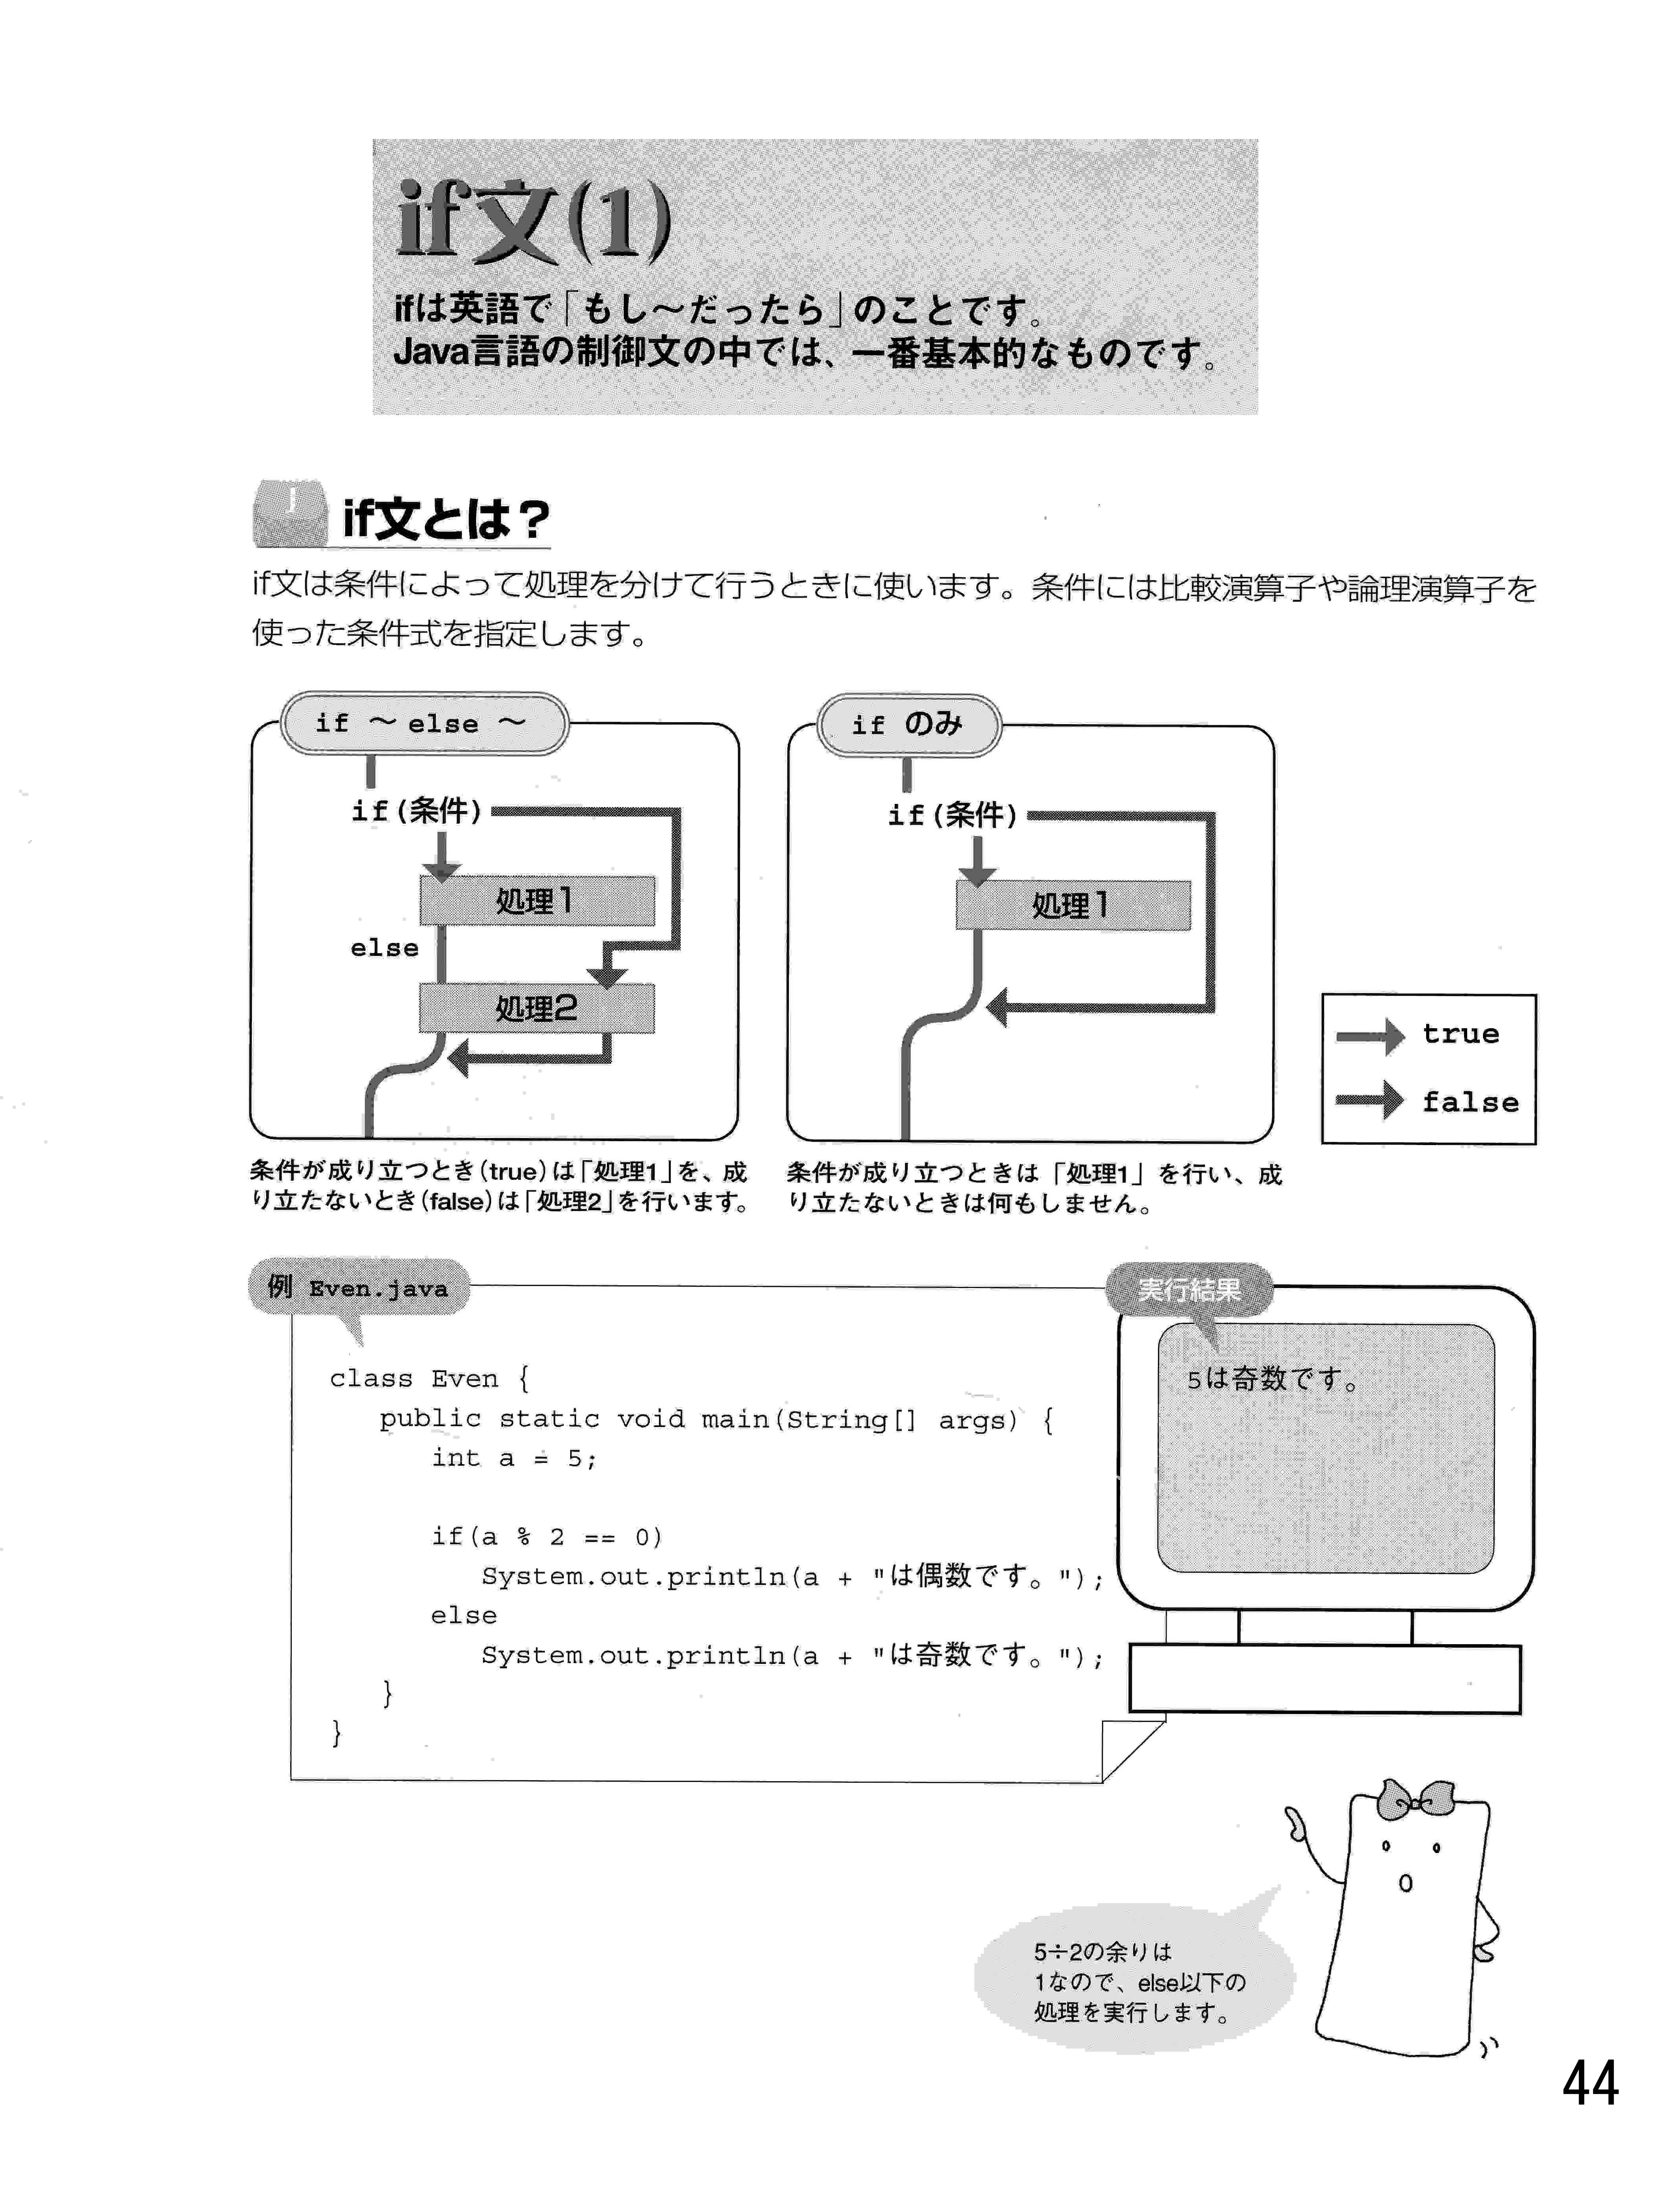 if文(1)
ifは英語で「もし～だったら」のことです。
Java言語の制御文の中では、一番基本的なものです。
J
if文とは？
if文は条件によって処理を分けて行うときに使います。条件には比較演算子や論理演算子を
使った条件式を指定します。
if ～ else ～
if(条件)
処理1
else
処理2
if のみ
if(条件)
処理1
true
false
条件が成り立つとき(true)は「処理1」を、成
り立たないとき(false)は「処理2」を行います。
条件が成り立つときは「処理1」を行い、成
り立たないときは何もしません。
例 Even.java
class Even {
public static void main(String[] args) {
int a = 5;
if(a % 2 == 0)
System.out.println(a + "は偶数です。");
else
System.out.println(a + "は奇数です。");
}
}
実行結果
5は奇数です。
5÷2の余りは
1なので、else以下の
処理を実行します。
44